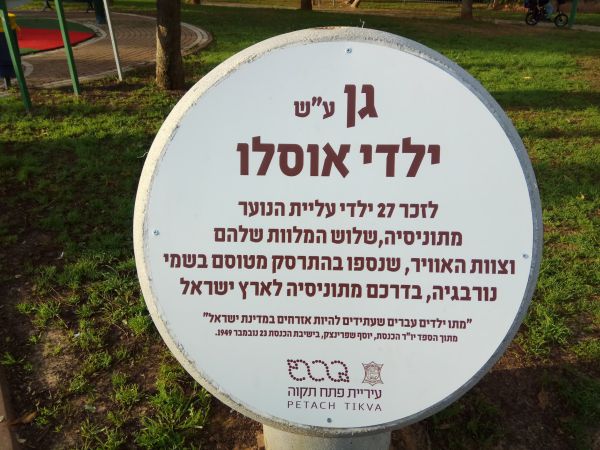 גן ע״ש
ילדי אוסלו
לזכר 27 ילדי עליית הנוער
מתוניסיה,שלוש המלוות שלהם
וצוות האוויר, שנספו בהתרסק מטוסם בשמי
נורבגיה, בדרכם מתוניסיה לארץ ישראל
"מתו ילדים עברים שעתידים להיות אזרחים במדינת ישראל"
מתוך הספד יו"ר הכנסת, יוסף שפרינצק, בישיבת הכנסת 23 נובמבר 1949.
עיריית פתח תקווה
PETACH TIKVA